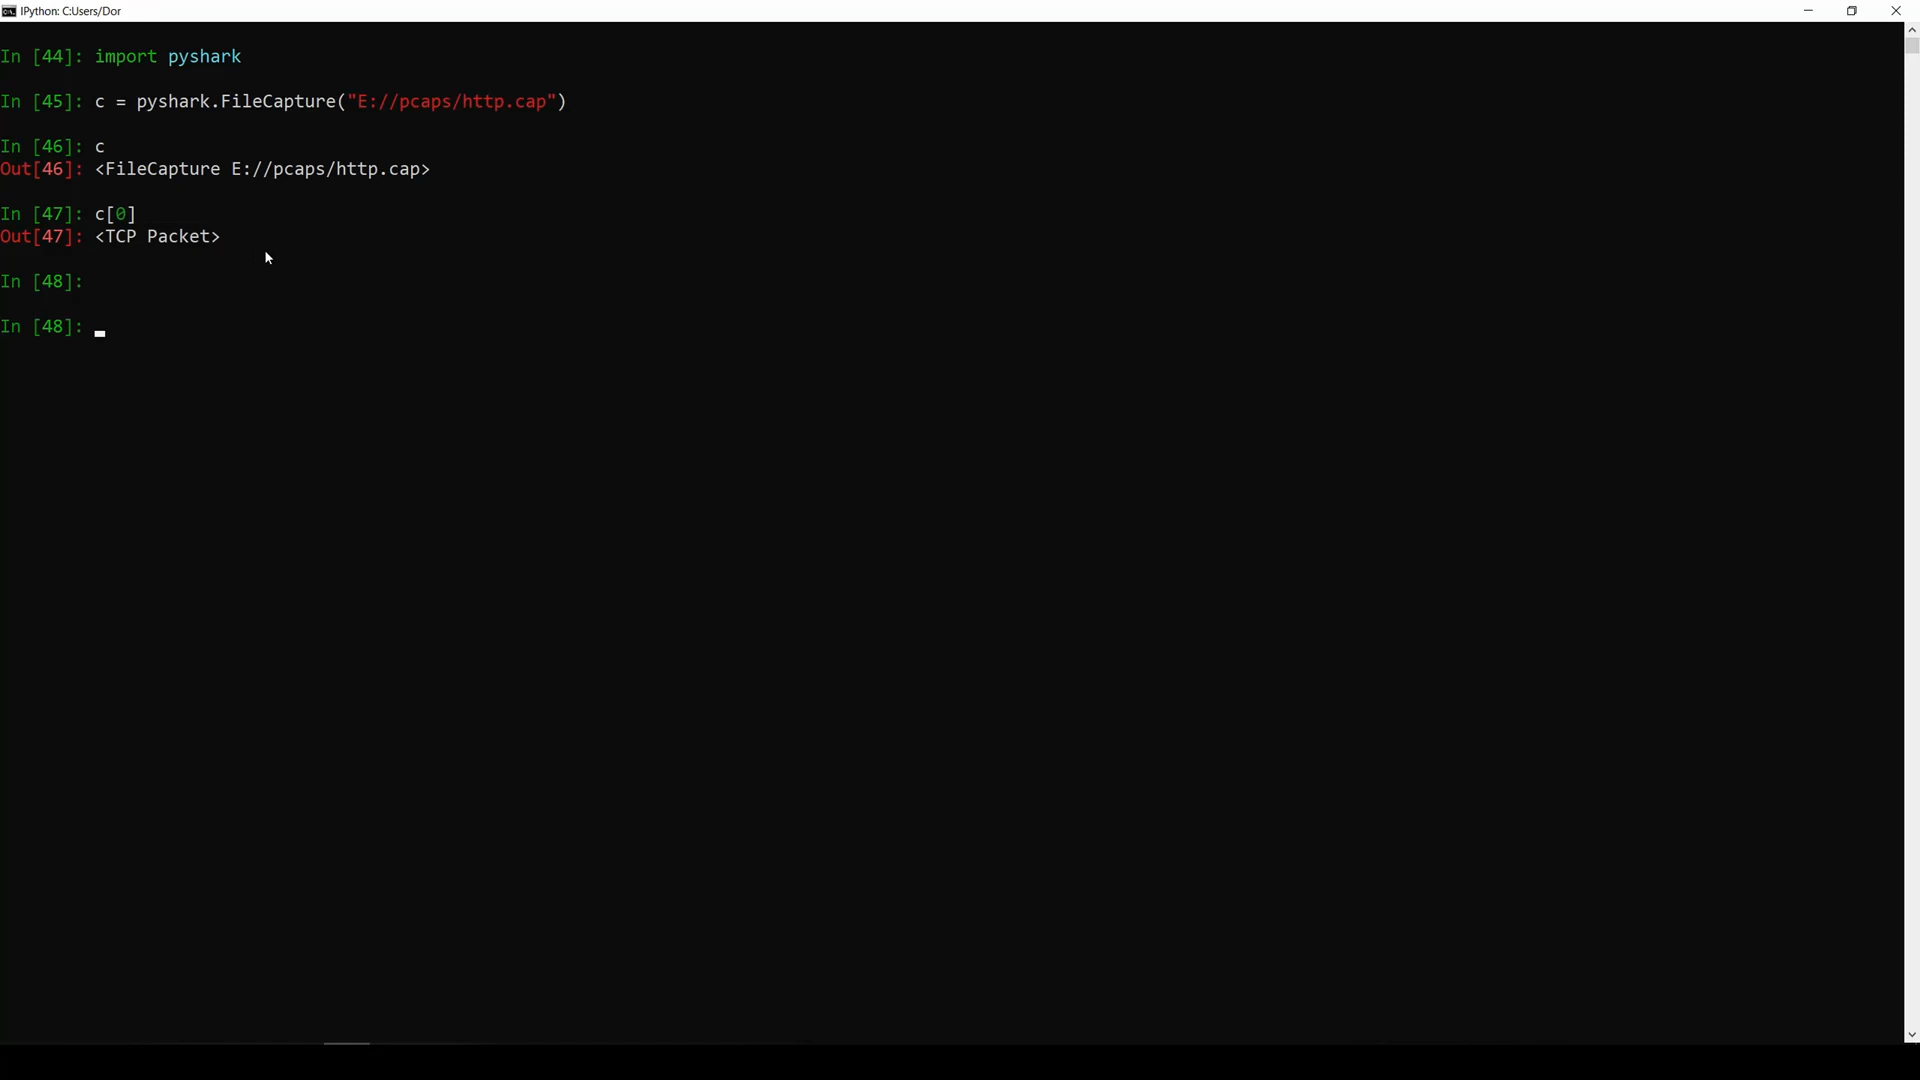 IPython: C:Users/Dor
In [44]: import pyshark
In [45]: c = pyshark.FileCapture("E://pcaps/http.cap")
In [46]: c
Out[46]: <FileCapture E://pcaps/http.cap>
In [47]: c[0]
Out[47]: <TCP Packet>
In [48]:
In [48]: